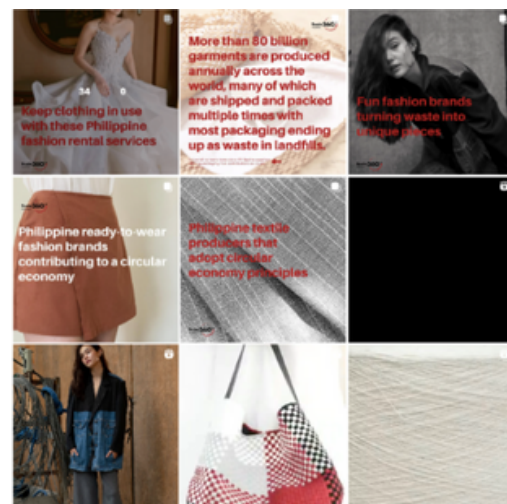 34 0
Keep clothing in use
with these Philippine
fashion rental services
More than 80 billion
garments are produced
annually across the
world, many of which
are shipped and packed
multiple times with
most packaging ending
up as waste in landfills.
Fun fashion brands
turning waste into
unique pieces
Philippine ready-to-wear
fashion brands
contributing to a circular
economy
Philippine textile
producers that
adopt circular
economy principles